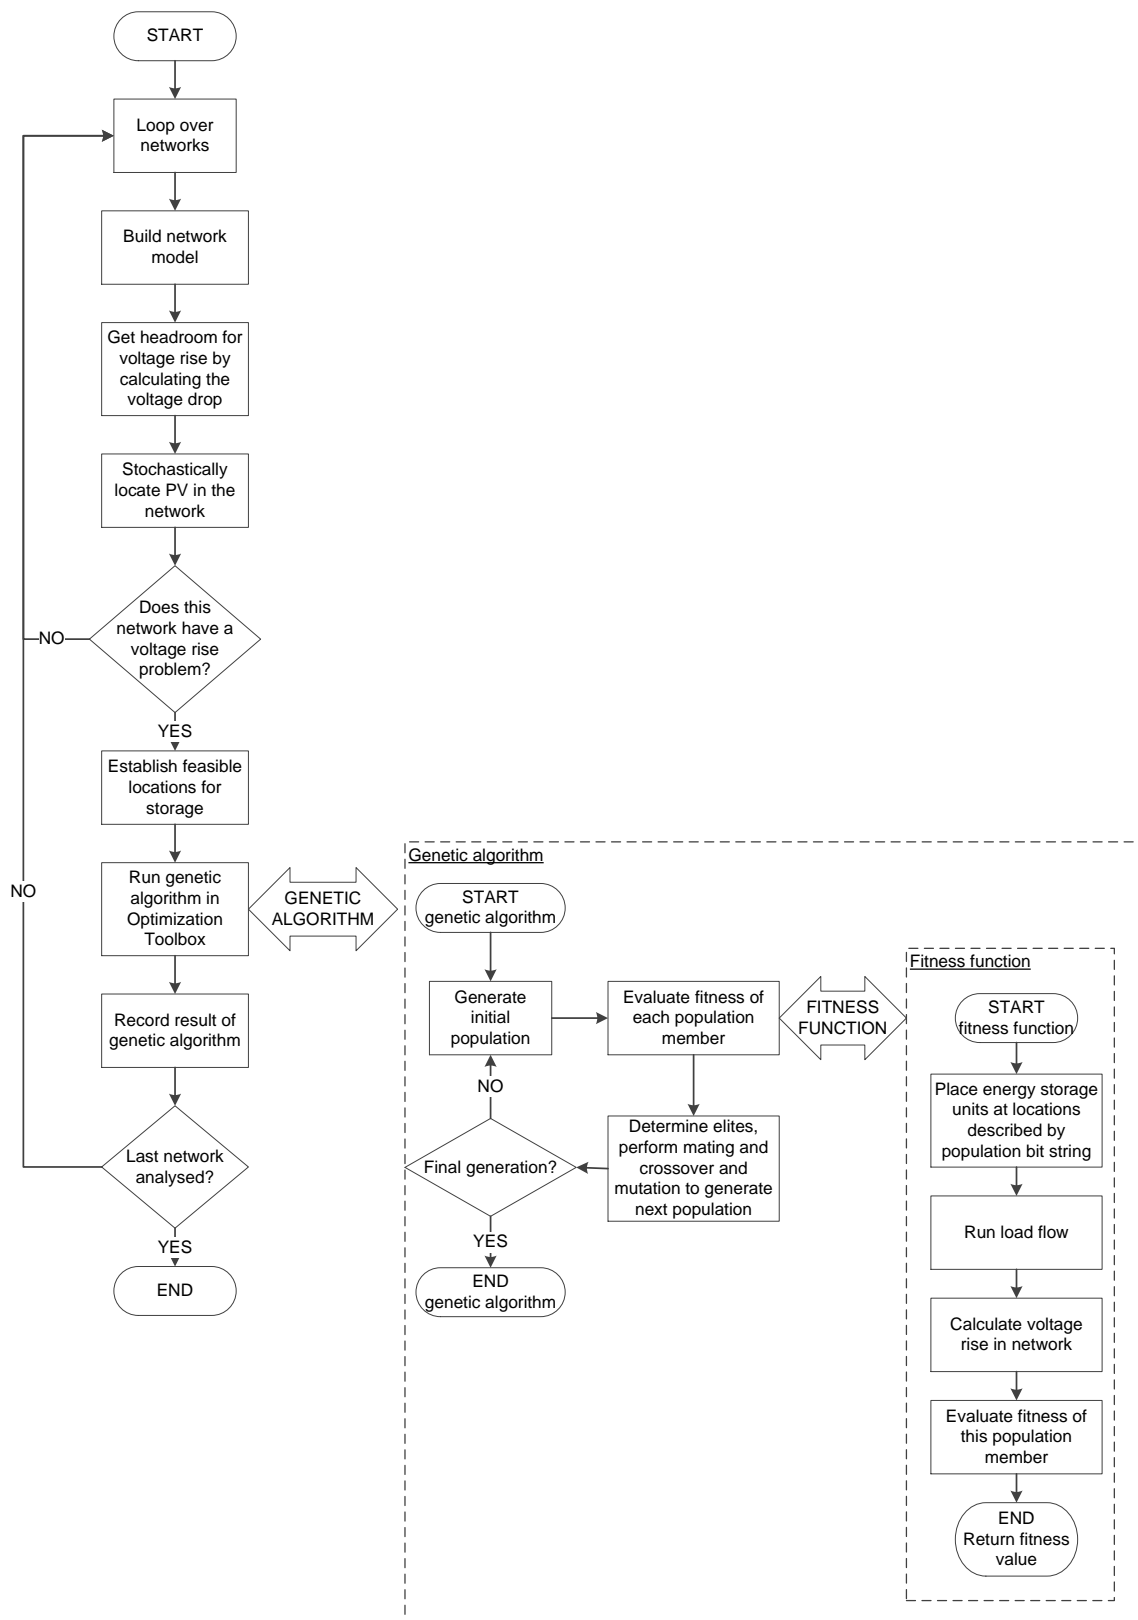 START
Loop over
networks
Build network
model
Get headroom for
voltage rise by
calculating the
voltage drop
Stochastically
locate PV in the
network
Does this
network have a
voltage rise
problem?
NO
YES
Establish feasible
locations for
storage
Run genetic
algorithm in
Optimization
Toolbox
NO
Record result of
genetic algorithm
Last network
analysed?
YES
END
GENETIC
ALGORITHM
Genetic algorithm
START
genetic algorithm
Generate
initial
population
Evaluate fitness of
each population
member
NO
Determine elites,
perform mating and
crossover and
mutation to generate
next population
Final generation?
YES
END
genetic algorithm
FITNESS
FUNCTION
Fitness function
START
fitness function
Place energy storage
units at locations
described by
population bit string
Run load flow
Calculate voltage
rise in network
Evaluate fitness of
this population
member
END
Return fitness
value